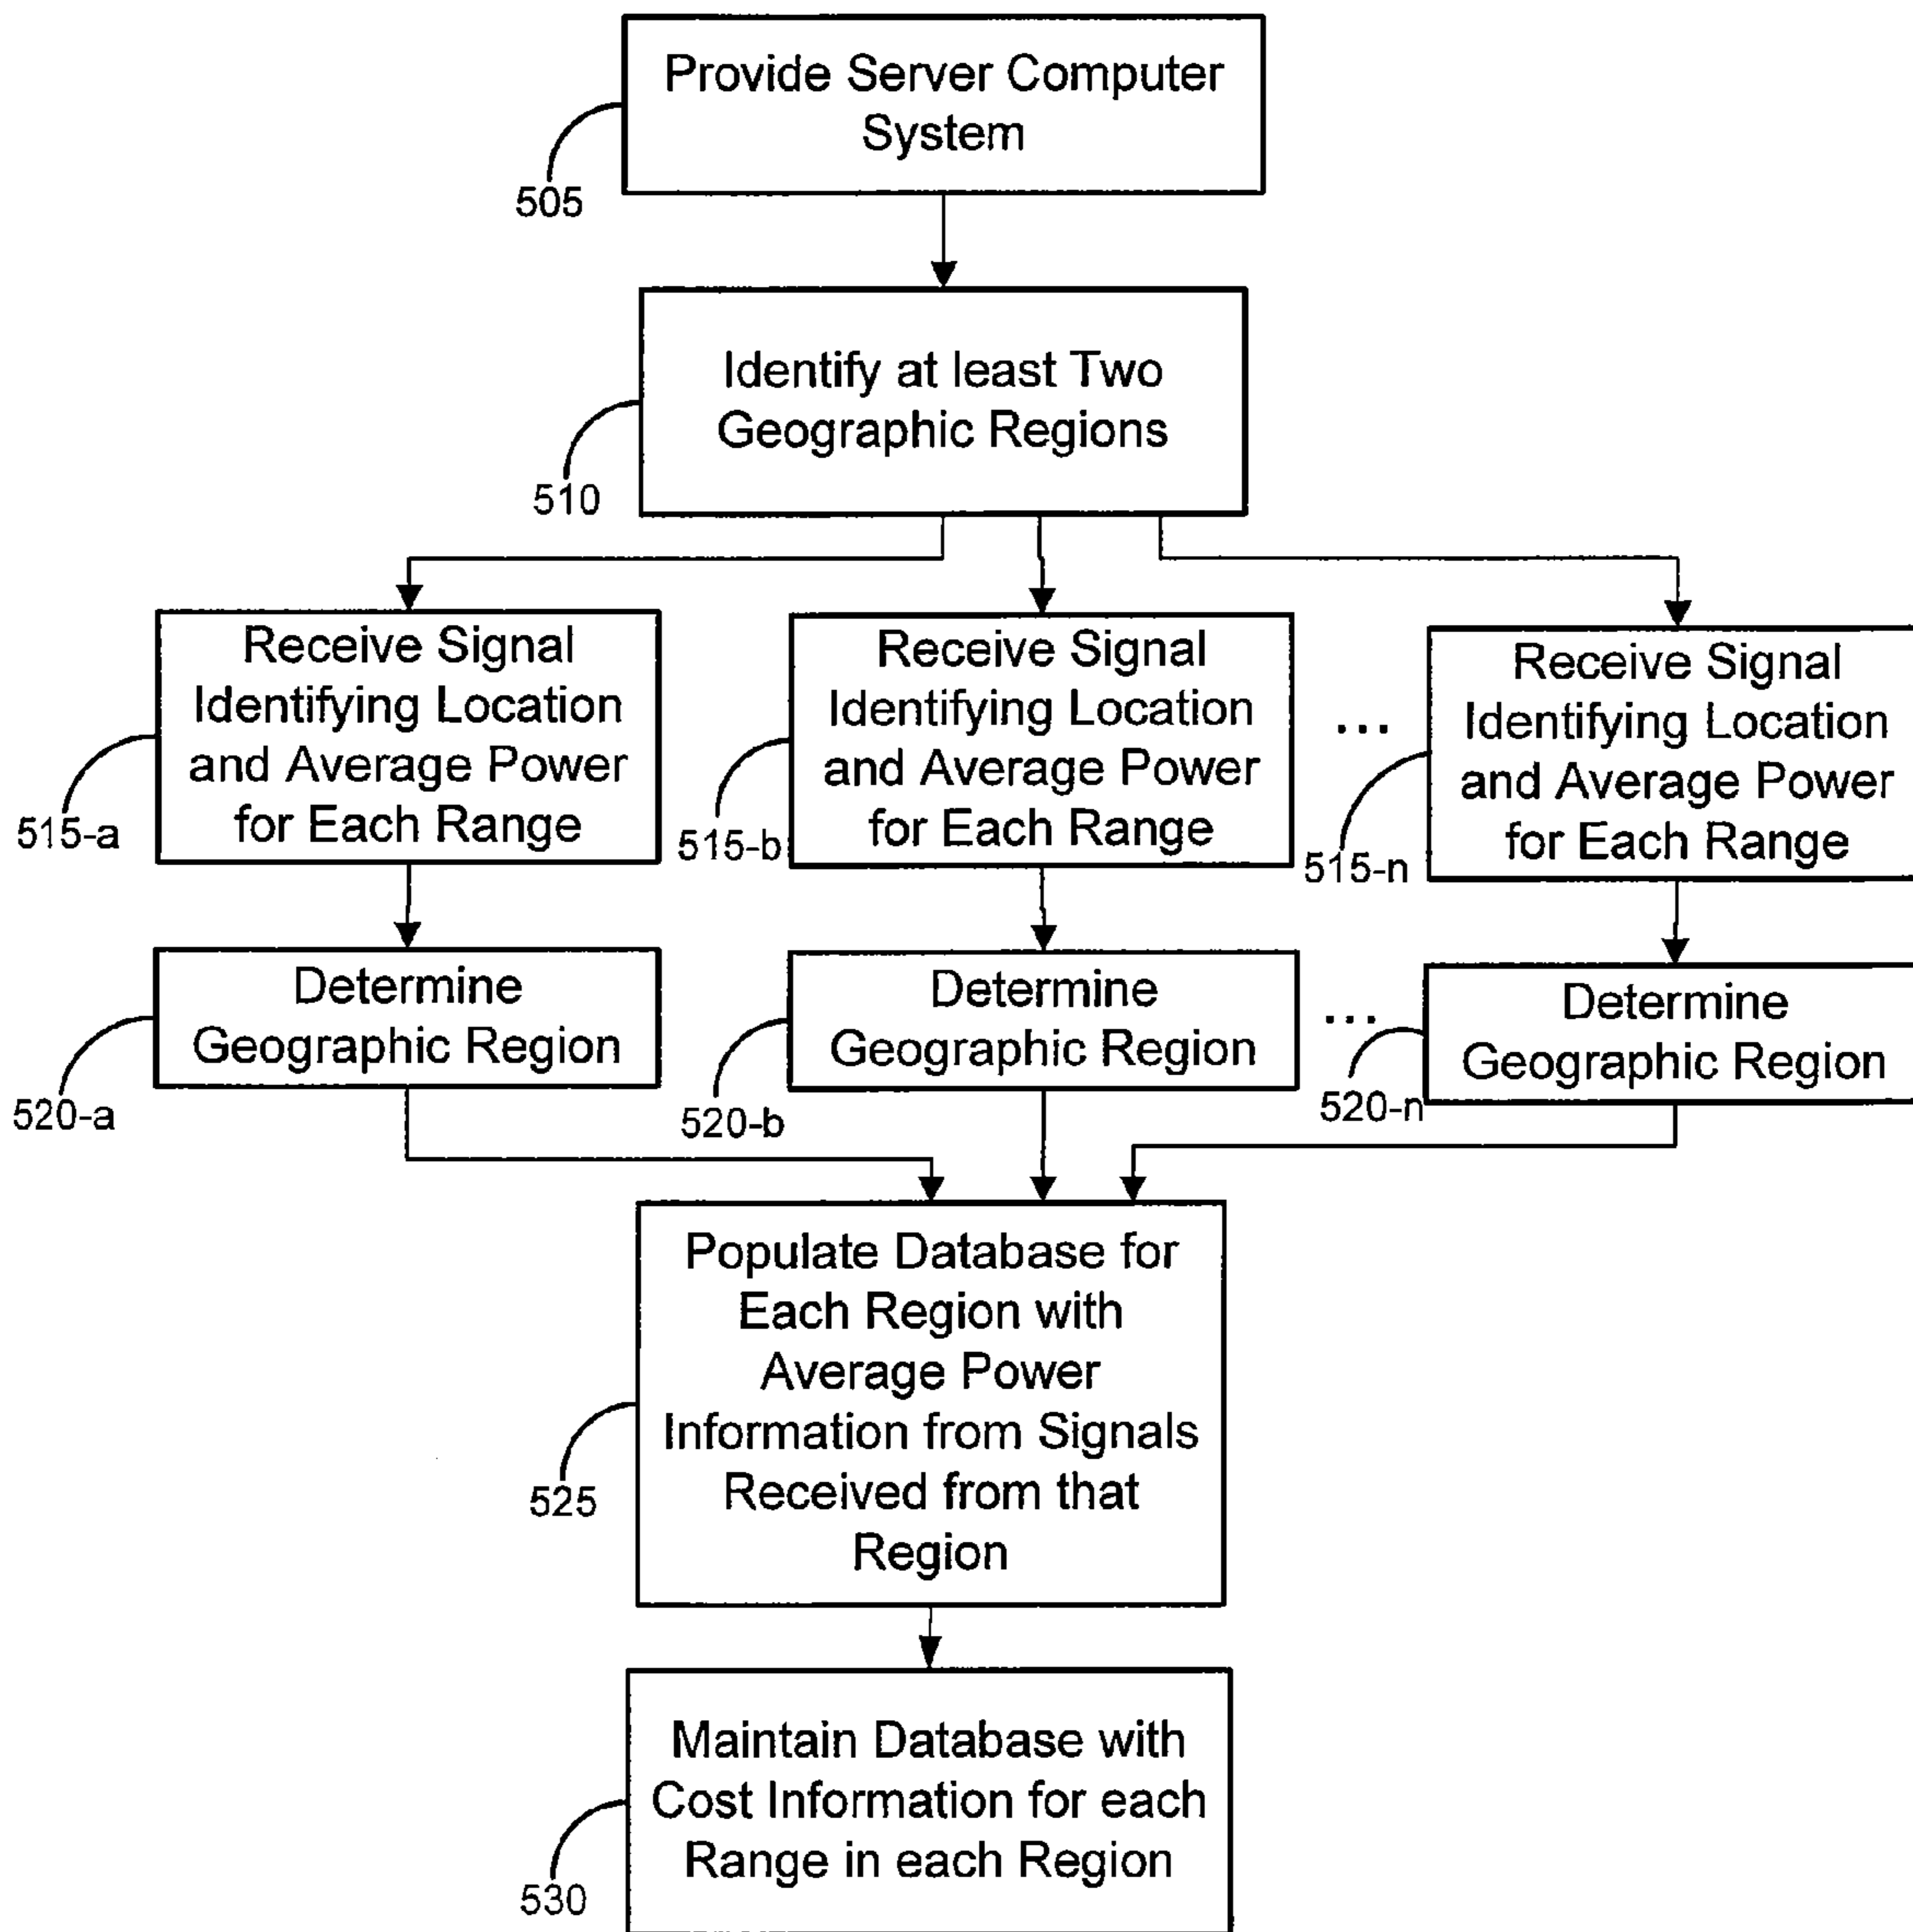 Provide Server Computer
System
505
Identify at least Two
Geographic Regions
510
Receive Signal
Identifying Location
and Average Power
for Each Range
515-a
Receive Signal
Identifying Location
and Average Power
for Each Range
515-b
...
Receive Signal
Identifying Location
and Average Power
for Each Range
515-n
Determine
Geographic Region
520-a
Determine
Geographic Region
520-b
...
Determine
Geographic Region
520-n
Populate Database for
Each Region with
Average Power
Information from Signals
Received from that
Region
525
Maintain Database with
Cost Information for each
Range in each Region
530